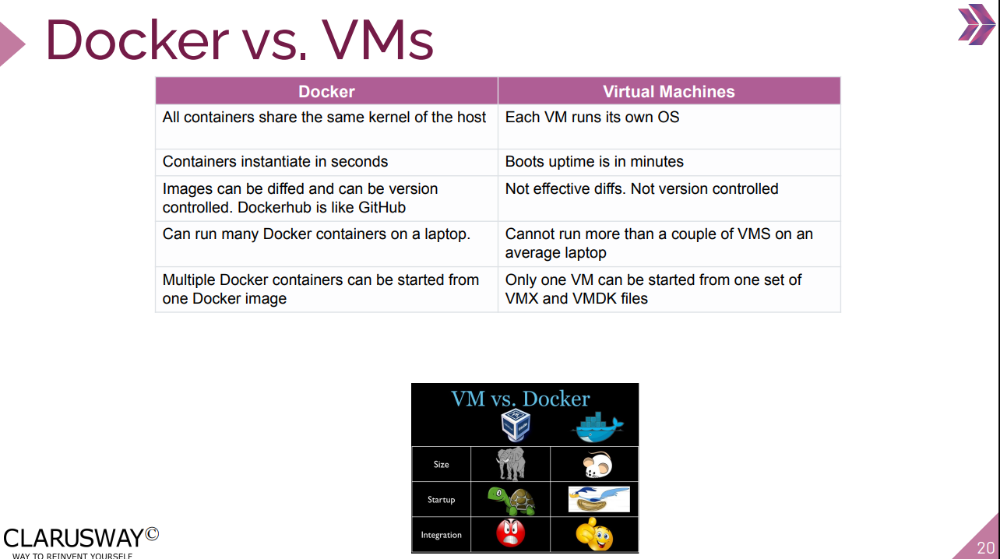 Docker vs. VMs
Docker
Virtual Machines
All containers share the same kernel of the host
Each VM runs its own OS
Containers instantiate in seconds
Boots uptime is in minutes
Images can be diffed and can be version
controlled. Dockerhub is like GitHub
Not effective diffs. Not version controlled
Can run many Docker containers on a laptop.
Cannot run more than a couple of VMS on an
average laptop
Multiple Docker containers can be started from
one Docker image
Only one VM can be started from one set of
VMX and VMDK files
VM vs. Docker
Size
Startup
Integration
CLARUSWAY©
WAY TO REINVENT YOURSELF
20